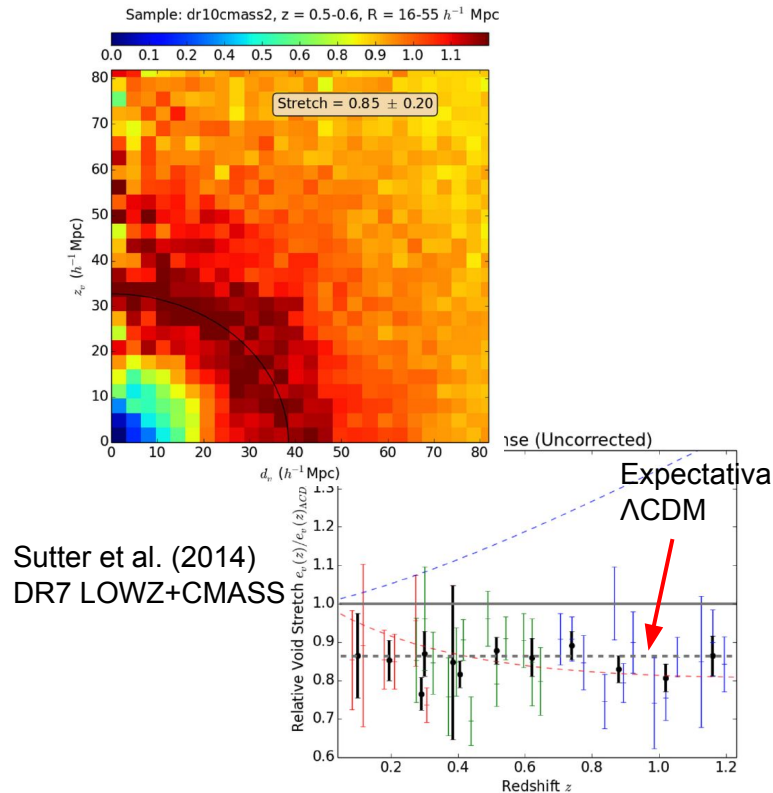 Sample: dr10cmass2, z = 0.5-0.6, R = 16-55 h⁻¹ Mpc
0.0 0.1 0.2 0.3 0.4 0.5 0.6 0.7 0.8 0.9 1.0 1.1
Stretch = 0.85 ± 0.20
80
70
60
50
40
30
20
10
0
z_v (h⁻¹Mpc)
0 10 20 30 40 50 60 70 80
d_v (h⁻¹Mpc)
nse (Uncorrected)
Expectativa
ΛCDM
Sutter et al. (2014)
DR7 LOWZ+CMASS
Relative Void Stretch e_v(z)/e_v(z)_ΛCD
1.3
1.2
1.1
1.0
0.9
0.8
0.7
0.6
0.2 0.4 0.6 0.8 1.0 1.2
Redshift z